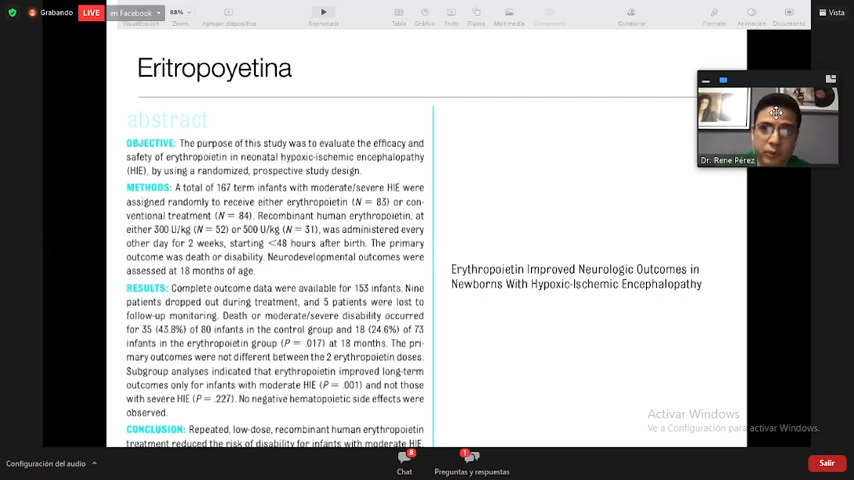 Grabando
LIVE
en Facebook
88%
Vista
Visualización
Zoom
Agregar diapositiva
Reproducir
Tabla
Gráfica
Texto
Figura
Multimedia
Comentario
Colaborar
Formato
Animación
Documento
Eritropoyetina
abstract
OBJECTIVE: The purpose of this study was to evaluate the efficacy and
safety of erythropoietin in neonatal hypoxic-ischemic encephalopathy
(HIE), by using a randomized, prospective study design.
METHODS: A total of 167 term infants with moderate/severe HIE were
assigned randomly to receive either erythropoietin (N = 83) or con-
ventional treatment (N = 84). Recombinant human erythropoietin, at
either 300 U/kg (N = 52) or 500 U/kg (N = 31), was administered every
other day for 2 weeks, starting <48 hours after birth. The primary
outcome was death or disability. Neurodevelopmental outcomes were
assessed at 18 months of age.
RESULTS: Complete outcome data were available for 153 infants. Nine
patients dropped out during treatment, and 5 patients were lost to
follow-up monitoring. Death or moderate/severe disability occurred
for 35 (43.8%) of 80 infants in the control group and 18 (24.6%) of 73
infants in the erythropoietin group (P = .017) at 18 months. The pri-
mary outcomes were not different between the 2 erythropoietin doses.
Subgroup analyses indicated that erythropoietin improved long-term
outcomes only for infants with moderate HIE (P = .001) and not those
with severe HIE (P = .227). No negative hematopoietic side effects were
observed.
CONCLUSION: Repeated, low-dose, recombinant human erythropoietin
treatment reduced the risk of disability for infants with moderate HIE,
Erythropoietin Improved Neurologic Outcomes in
Newborns With Hypoxic-Ischemic Encephalopathy
Dr. Rene Pérez
Activar Windows
Ve a Configuración para activar Windows.
Configuración del audio
8
Chat
1
Preguntas y respuestas
Salir